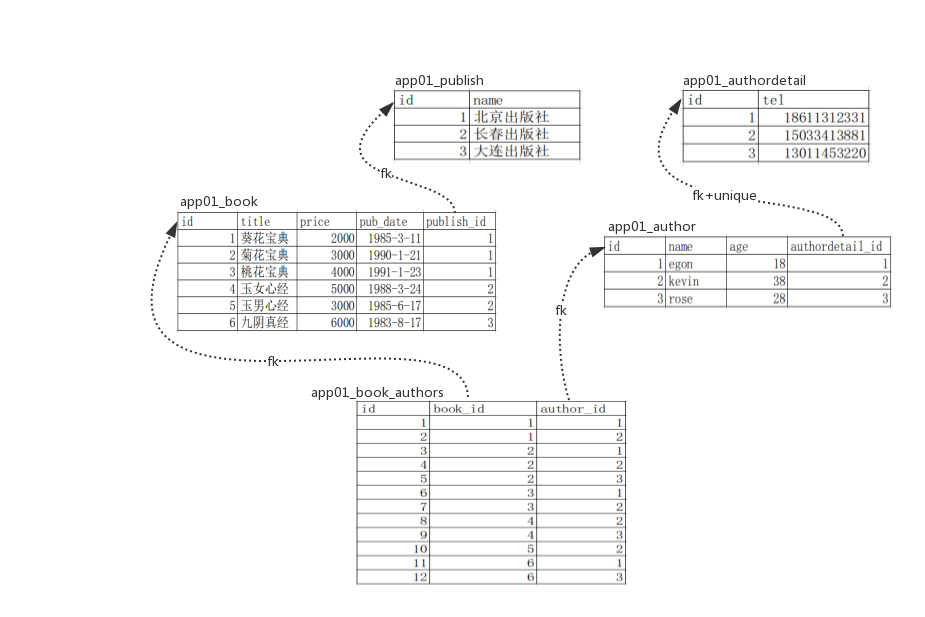 app01_publish
id name
1 北京出版社
2 长春出版社
3 大连出版社
app01_authordetail
id tel
1 18611312331
2 15033413881
3 13011453220
fk
fk+unique
app01_book
id title price pub_date publish_id
1 葵花宝典 2000 1985-3-11 1
2 菊花宝典 3000 1990-1-21 1
3 桃花宝典 4000 1991-1-23 1
4 玉女心经 5000 1988-3-24 2
5 玉男心经 3000 1985-6-17 2
6 九阴真经 6000 1983-8-17 3
app01_author
id name age authordetail_id
1 egon 18 1
2 kevin 38 2
3 rose 28 3
fk
fk
app01_book_authors
id book_id author_id
1 1 1
2 1 2
3 2 1
4 2 2
5 2 3
6 3 1
7 3 2
8 4 2
9 4 3
10 5 2
11 6 1
12 6 3